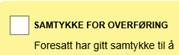 SAMTYKKE FOR OVERFØRING
Foresatt har gitt samtykke til å